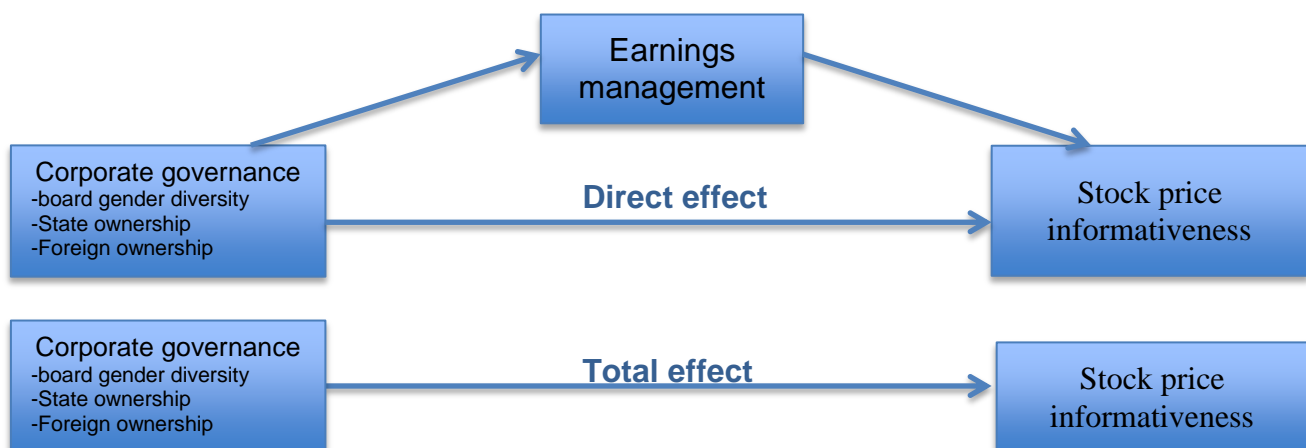 Earnings
management
Corporate governance
-board gender diversity
-State ownership
-Foreign ownership
Direct effect
Stock price
informativeness
Corporate governance
-board gender diversity
-State ownership
-Foreign ownership
Total effect
Stock price
informativeness